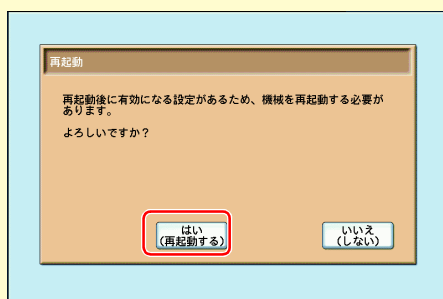 再起動
再起動後に有効になる設定があるため、機械を再起動する必要が
あります。
よろしいですか？
はい
(再起動する)
いいえ
(しない)